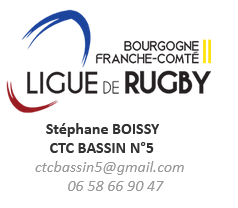 BOURGOGNE
FRANCHE-COMTÉ
LIGUE DE RUGBY
Stéphane BOISSY
CTC BASSIN N°5
ctcbassin5@gmail.com
06 58 66 90 47